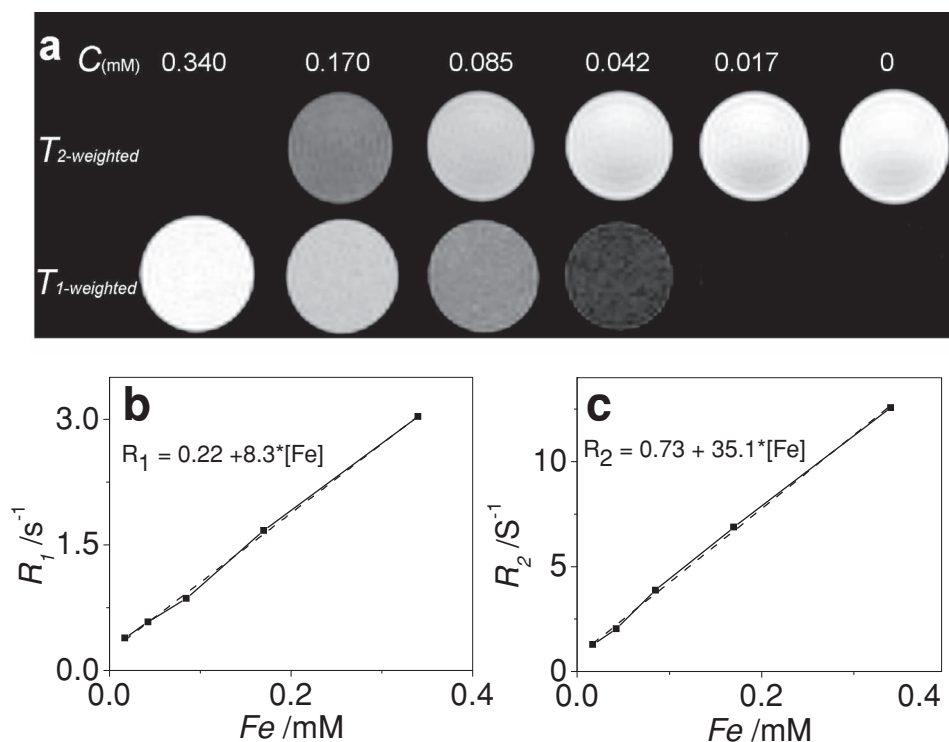 a C(mM) 0.340 0.170 0.085 0.042 0.017 0
T2-weighted
T1-weighted
b
R1 = 0.22 +8.3*[Fe]
R1 /s-1
3.0
1.5
0.0
0.0 0.2 0.4
Fe /mM
c
R2 = 0.73 + 35.1*[Fe]
R2 /S-1
10
5
0
0.0 0.2 0.4
Fe /mM